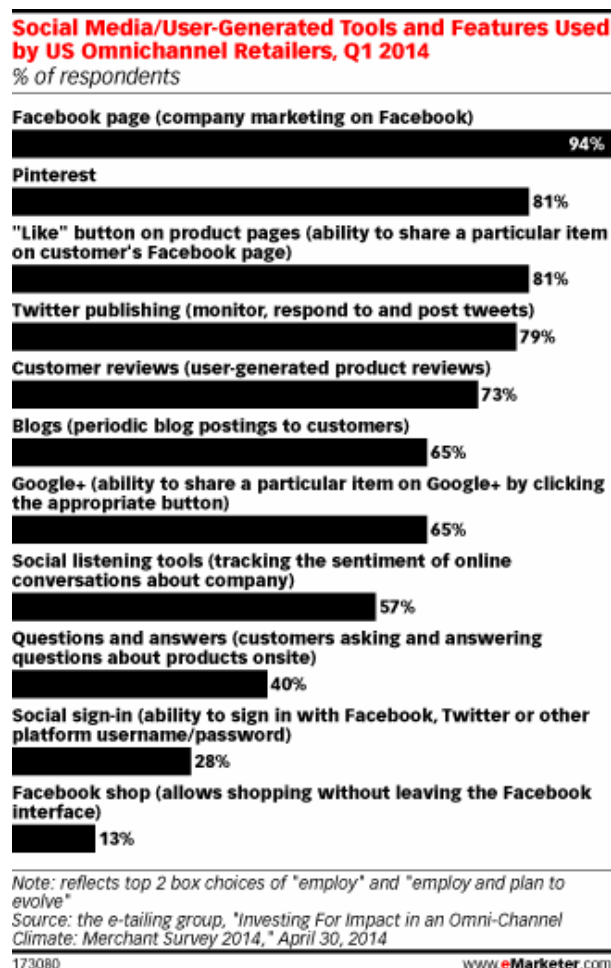 Social Media/User-Generated Tools and Features Used
by US Omnichannel Retailers, Q1 2014
% of respondents
Facebook page (company marketing on Facebook)
94%
Pinterest
81%
"Like" button on product pages (ability to share a particular item
on customer's Facebook page)
81%
Twitter publishing (monitor, respond to and post tweets)
79%
Customer reviews (user-generated product reviews)
73%
Blogs (periodic blog postings to customers)
65%
Google+ (ability to share a particular item on Google+ by clicking
the appropriate button)
65%
Social listening tools (tracking the sentiment of online
conversations about company)
57%
Questions and answers (customers asking and answering
questions about products onsite)
40%
Social sign-in (ability to sign in with Facebook, Twitter or other
platform username/password)
28%
Facebook shop (allows shopping without leaving the Facebook
interface)
13%
Note: reflects top 2 box choices of "employ" and "employ and plan to
evolve"
Source: the e-tailing group, "Investing For Impact in an Omni-Channel
Climate: Merchant Survey 2014," April 30, 2014
173080 www.eMarketer.com